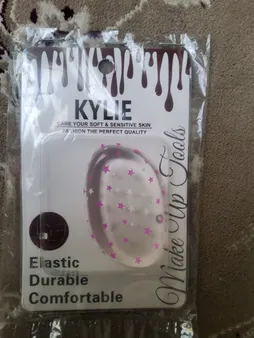 KYLIE
CARE YOUR SOFT & SENSITIVE SKIN
FASHION THE PERFECT QUALITY
Make Up Tools
Elastic
Durable
Comfortable